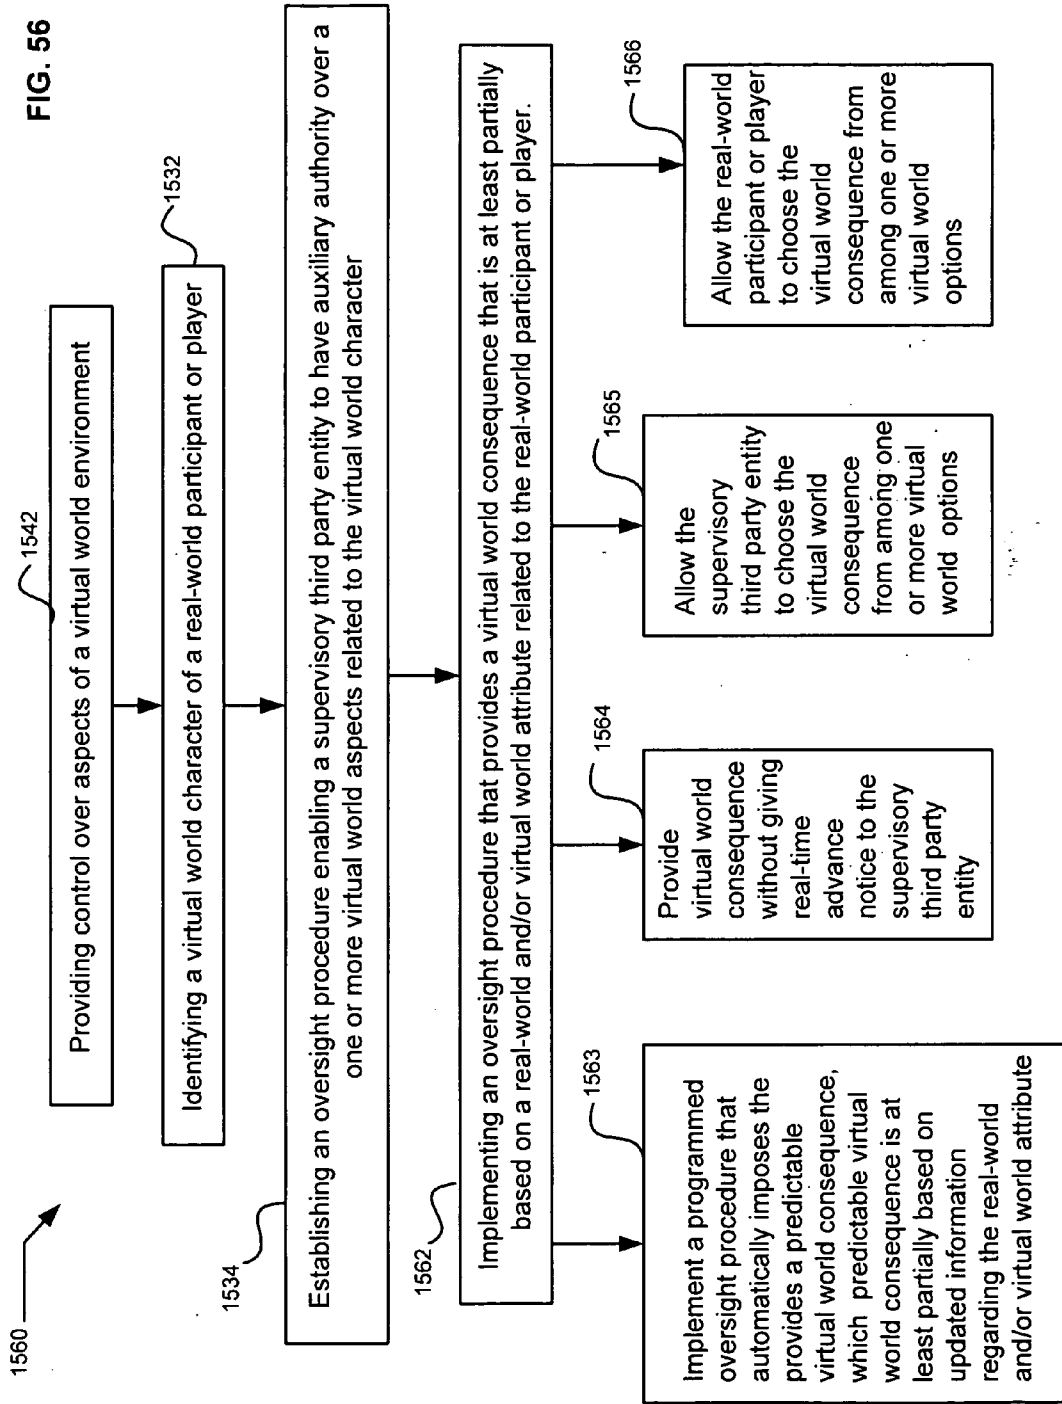 FIG. 56
1560
1542
Providing control over aspects of a virtual world environment
1532
Identifying a virtual world character of a real-world participant or player
1534
Establishing an oversight procedure enabling a supervisory third party entity to have auxiliary authority over a
one or more virtual world aspects related to the virtual world character
1562
Implementing an oversight procedure that provides a virtual world consequence that is at least partially
based on a real-world and/or virtual world attribute related to the real-world participant or player.
1563
Implement a programmed
oversight procedure that
automatically imposes the
provides a predictable
virtual world consequence,
which predictable virtual
world consequence is at
least partially based on
updated information
regarding the real-world
and/or virtual world attribute
1564
Provide
virtual world
consequence
without giving
real-time
advance
notice to the
supervisory
third party
entity
1565
Allow the
supervisory
third party entity
to choose the
virtual world
consequence
from among one
or more virtual
world options
1566
Allow the real-world
participant or player
to choose the
virtual world
consequence from
among one or more
virtual world
options